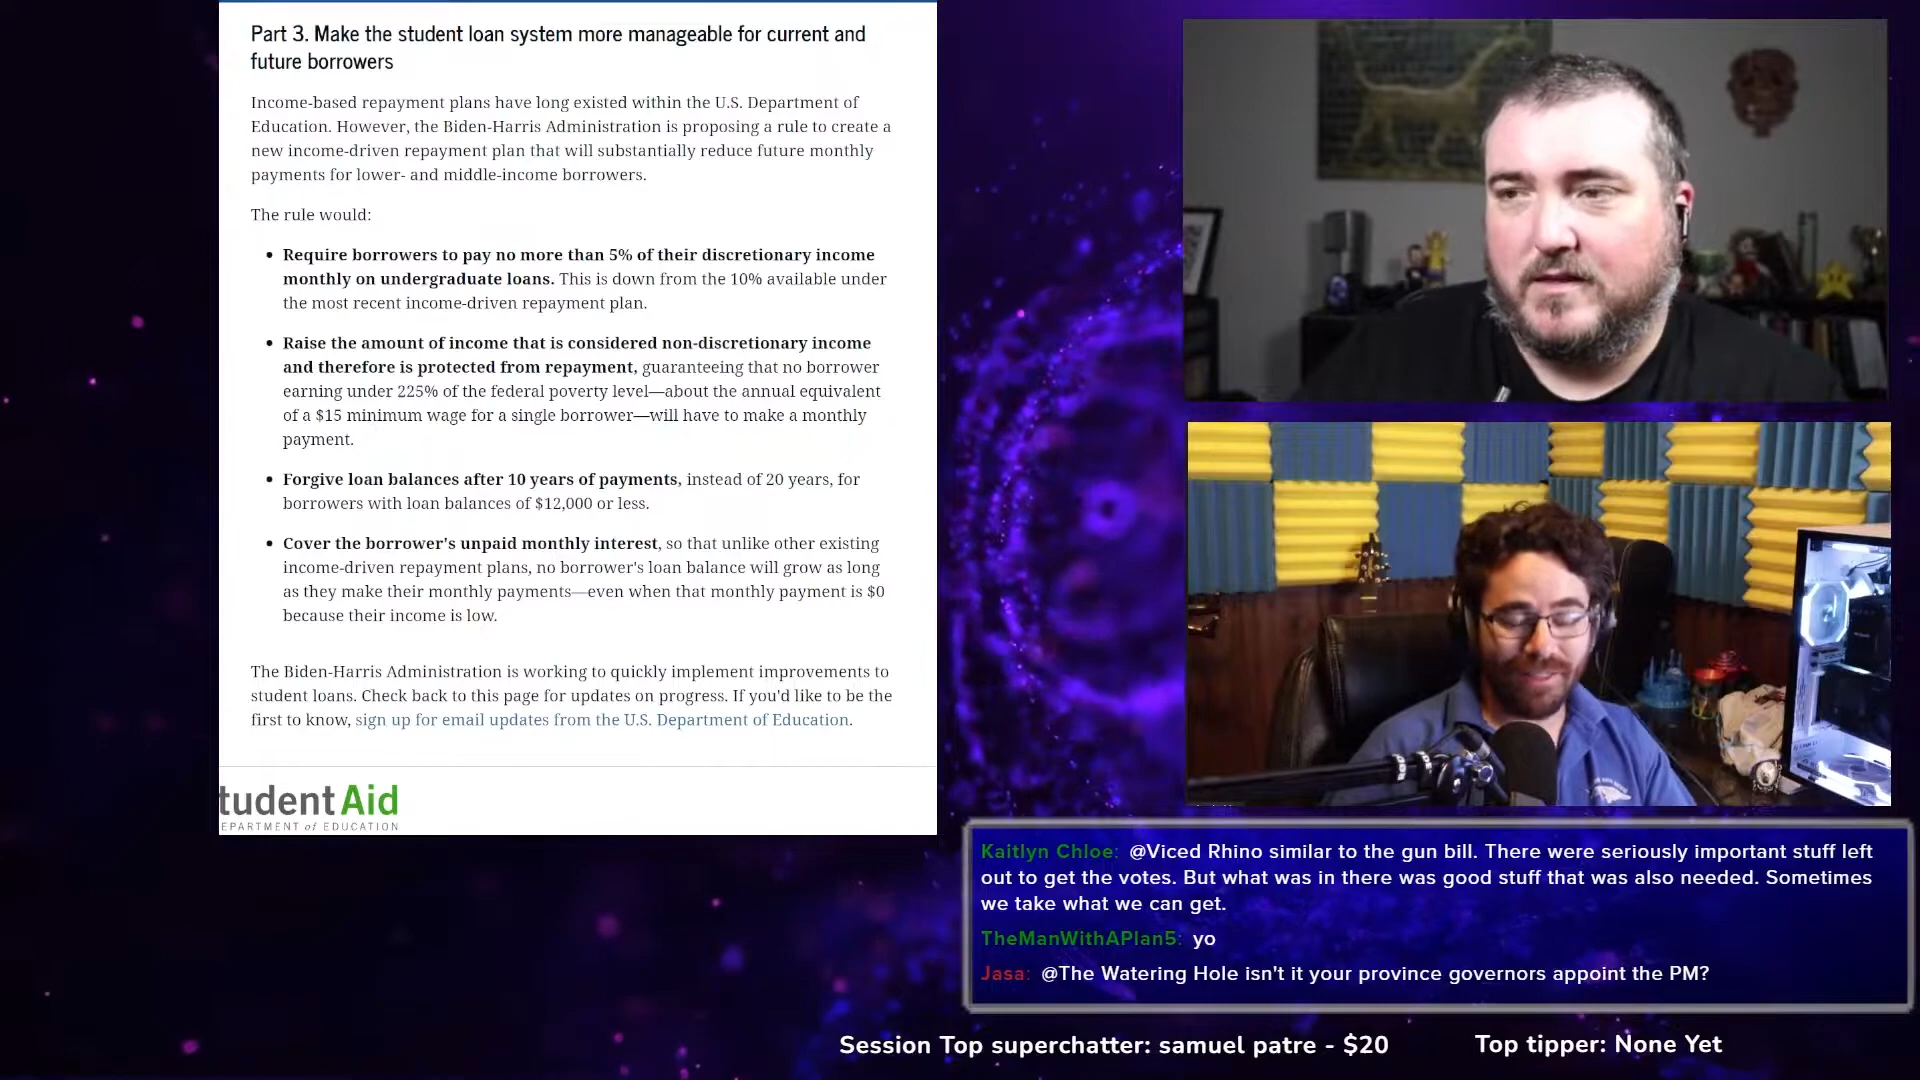 Part 3. Make the student loan system more manageable for current and
future borrowers
Income-based repayment plans have long existed within the U.S. Department of
Education. However, the Biden-Harris Administration is proposing a rule to create a
new income-driven repayment plan that will substantially reduce future monthly
payments for lower- and middle-income borrowers.
The rule would:
• Require borrowers to pay no more than 5% of their discretionary income
monthly on undergraduate loans. This is down from the 10% available under
the most recent income-driven repayment plan.
• Raise the amount of income that is considered non-discretionary income
and therefore is protected from repayment, guaranteeing that no borrower
earning under 225% of the federal poverty level—about the annual equivalent
of a $15 minimum wage for a single borrower—will have to make a monthly
payment.
• Forgive loan balances after 10 years of payments, instead of 20 years, for
borrowers with loan balances of $12,000 or less.
• Cover the borrower's unpaid monthly interest, so that unlike other existing
income-driven repayment plans, no borrower's loan balance will grow as long
as they make their monthly payments—even when that monthly payment is $0
because their income is low.
The Biden-Harris Administration is working to quickly implement improvements to
student loans. Check back to this page for updates on progress. If you'd like to be the
first to know, sign up for email updates from the U.S. Department of Education.
tudentAid
EPARTMENT of EDUCATION
Kaitlyn Chloe: @Viced Rhino similar to the gun bill. There were seriously important stuff left
out to get the votes. But what was in there was good stuff that was also needed. Sometimes
we take what we can get.
TheManWithAPlan5: yo
Jasa: @The Watering Hole isn't it your province governors appoint the PM?
Session Top superchatter: samuel patre - $20
Top tipper: None Yet